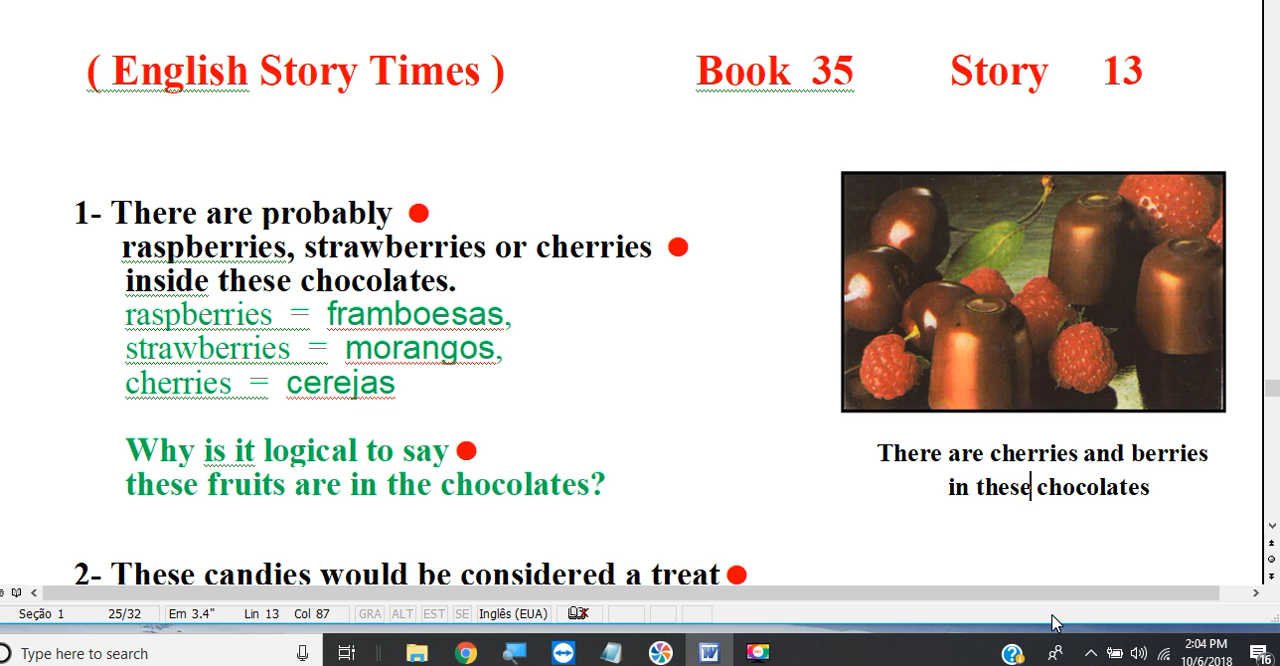 ( English Story Times ) Book 35 Story 13
1- There are probably
raspberries, strawberries or cherries
inside these chocolates.
raspberries = framboesas,
strawberries = morangos,
cherries = cerejas
Why is it logical to say
these fruits are in the chocolates?
There are cherries and berries
in these chocolates
2- These candies would be considered a treat
Seção 1 25/32 Em 3.4" Lin 13 Col 87 GRA ALT EST SE Inglês (EUA)
Type here to search
2:04 PM
10/6/2018
16